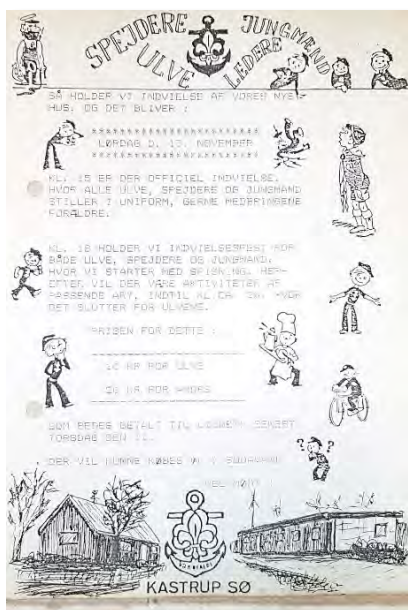 SPEJDERE
JUNGMÆND
ULVE
LEDERE
SÅ HOLDER VI INDVIELSE AF VORES NYE
HUS. OG DET BLIVER :
LØRDAG D. 13. NOVEMBER
KL. 15 ER DER OFFICIEL INDVIELSE.
HVOR ALLE ULVE, SPEJDERE OG JUNGMÆND
STILLER I UNIFORM, GERNE MEDBRINGENDE
FORÆLDRE.
KL. 18 HOLDER VI INDVIELSESFEST FOR
BÅDE ULVE, SPEJDERE OG JUNGMÆND.
HVOR VI STARTER MED SPISNING. HER-
EFTER VIL DER VÆRE AKTIVITETER AF
PASSENDE ART, INDTIL KL. CA. HVOR
DET SLUTTER FOR ULVENE.
PRISEN FOR DETTE :
10 KR FOR ULVE
20 KR FOR ANDRE
SOM BEDES BETALT TIL SENEST
TORSDAG DEN 11.
DER VIL KUNNE KØBES
? ?
KASTRUP SØ